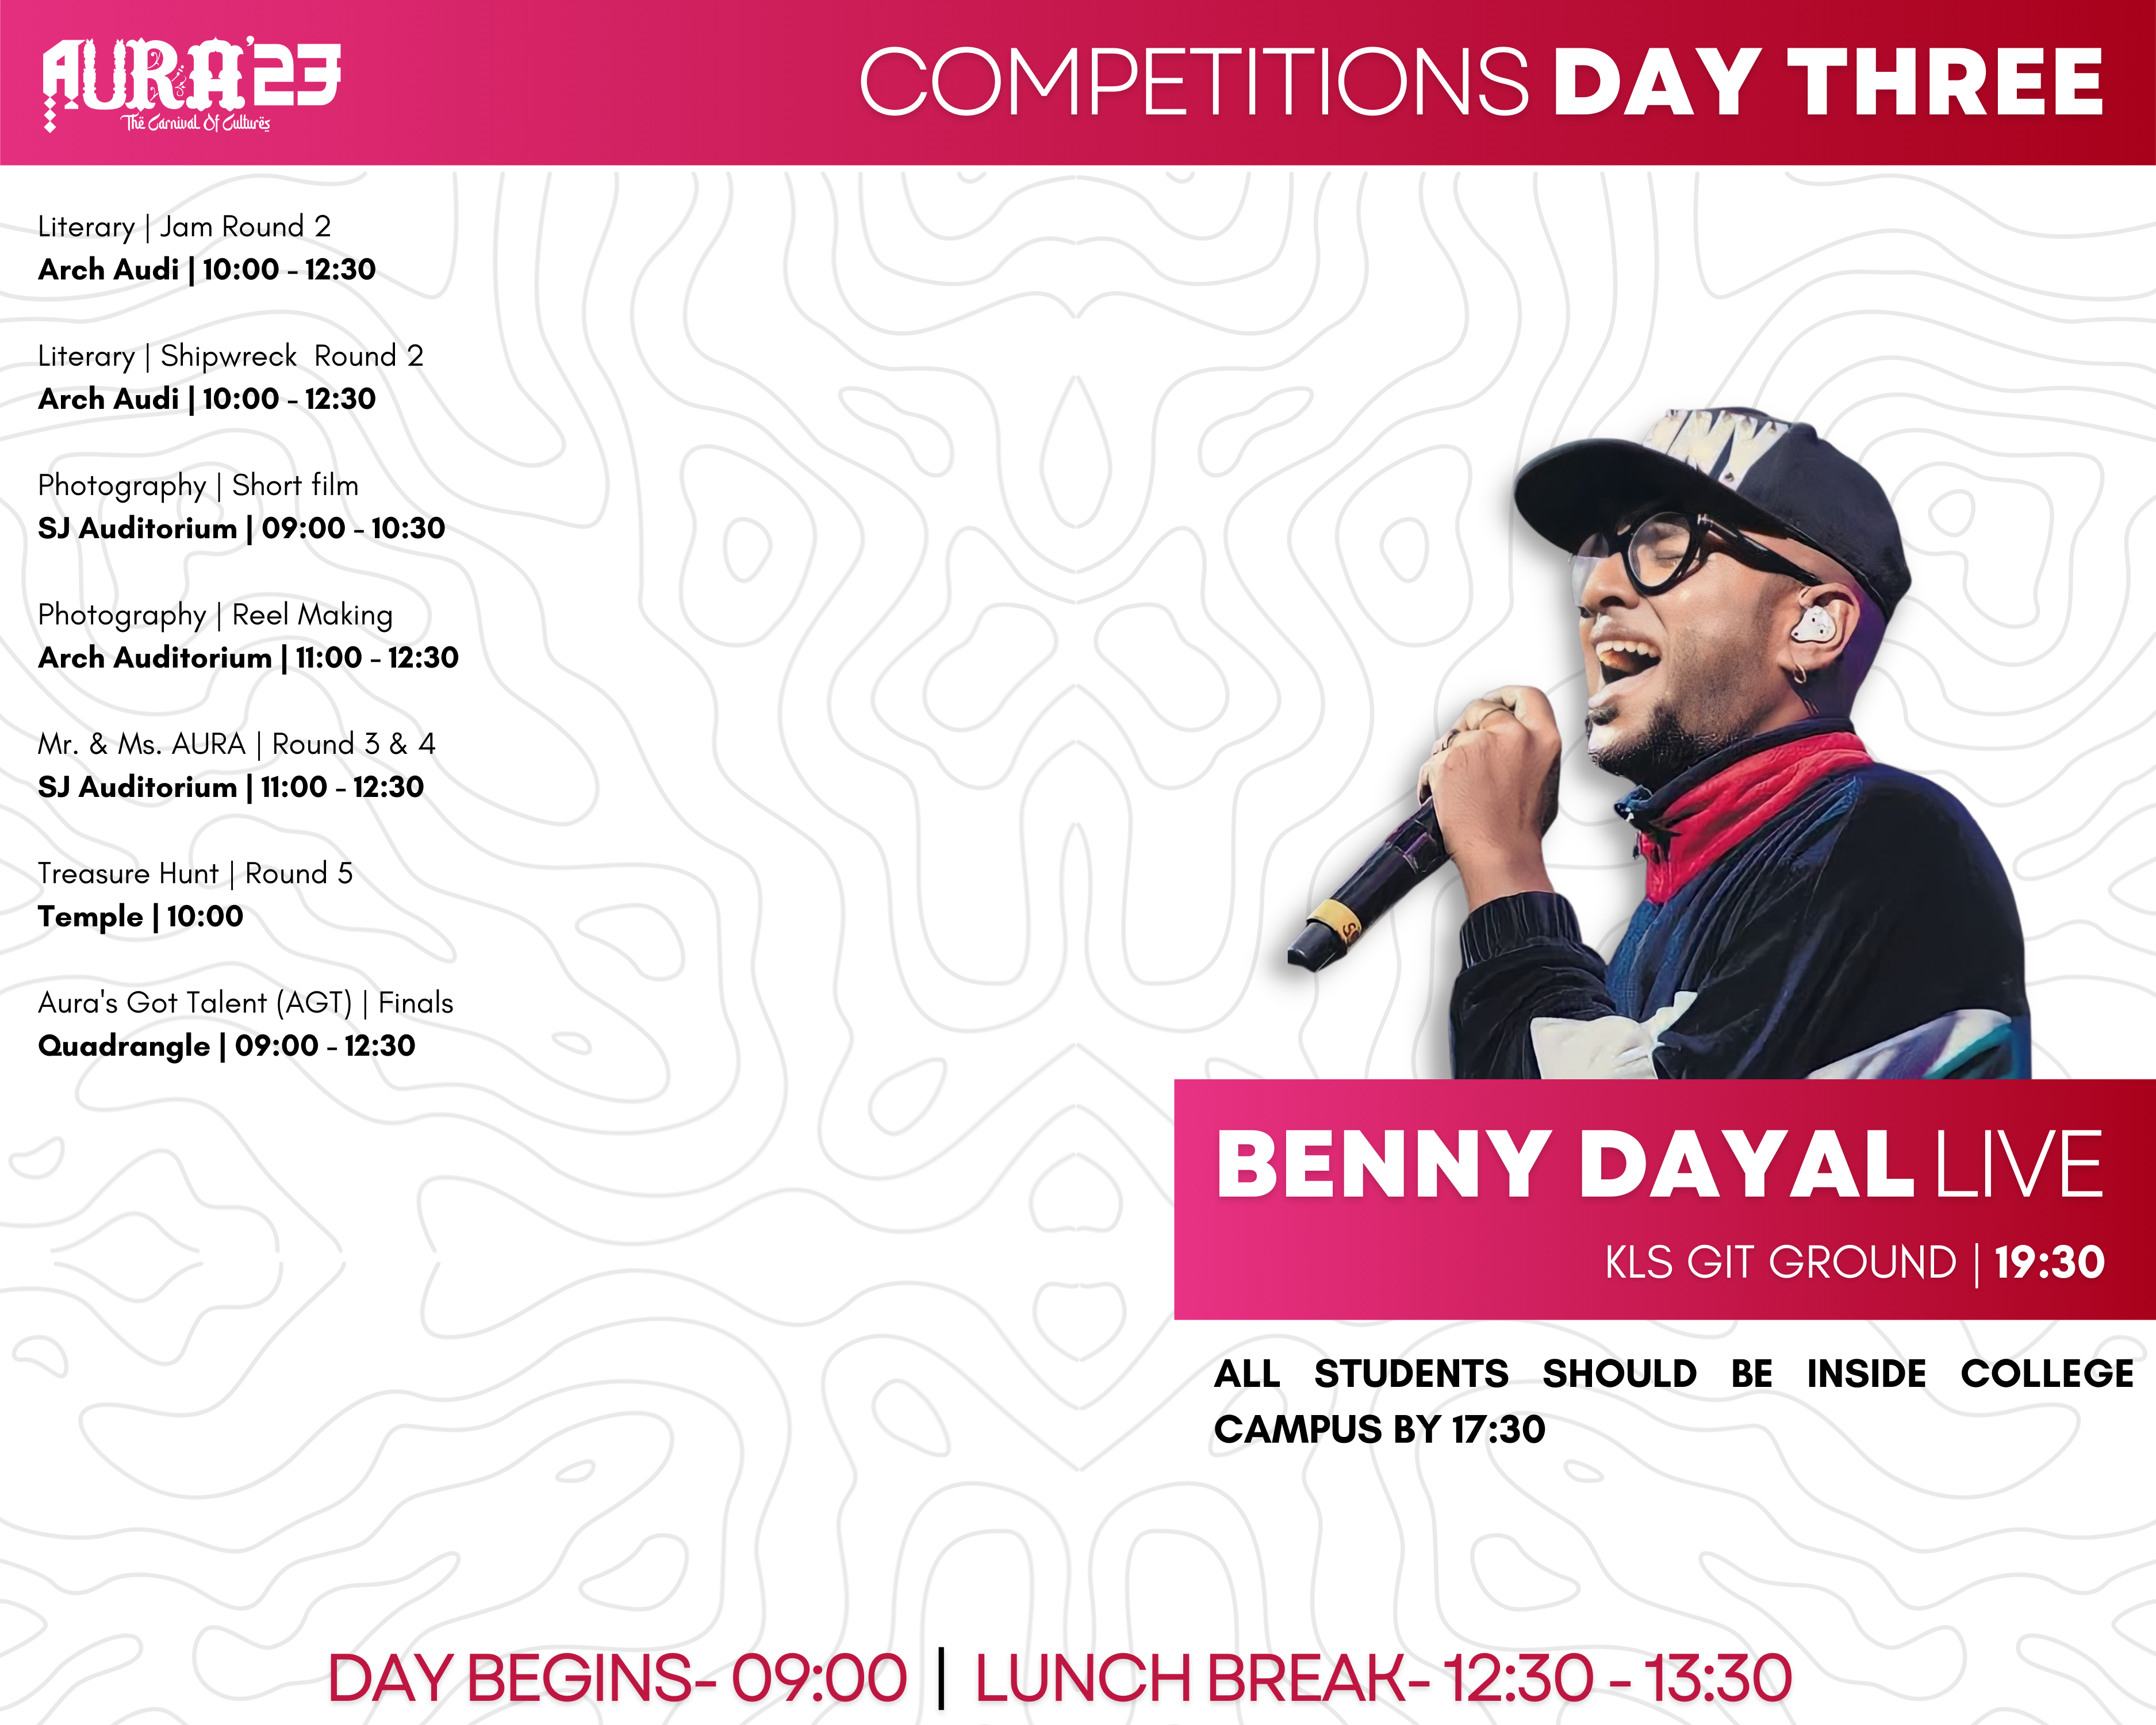 AURA'23
The Carnival Of Cultures
COMPETITIONS DAY THREE
Literary | Jam Round 2
Arch Audi | 10:00 - 12:30
Literary | Shipwreck  Round 2
Arch Audi | 10:00 - 12:30
Photography | Short film
SJ Auditorium | 09:00 - 10:30
Photography | Reel Making
Arch Auditorium | 11:00 - 12:30
Mr. & Ms. AURA | Round 3 & 4
SJ Auditorium | 11:00 - 12:30
Treasure Hunt | Round 5
Temple | 10:00
Aura's Got Talent (AGT) | Finals
Quadrangle | 09:00 - 12:30
BENNY DAYAL LIVE
KLS GIT GROUND | 19:30
ALL STUDENTS SHOULD BE INSIDE COLLEGE
CAMPUS BY 17:30
DAY BEGINS- 09:00 | LUNCH BREAK- 12:30 - 13:30